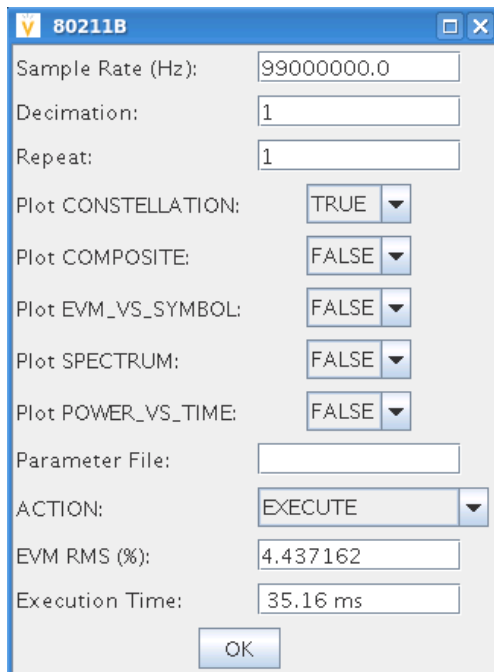 80211B
Sample Rate (Hz): 99000000.0
Decimation: 1
Repeat: 1
Plot CONSTELLATION: TRUE
Plot COMPOSITE: FALSE
Plot EVM_VS_SYMBOL: FALSE
Plot SPECTRUM: FALSE
Plot POWER_VS_TIME: FALSE
Parameter File:
ACTION: EXECUTE
EVM RMS (%): 4.437162
Execution Time: 35.16 ms
OK